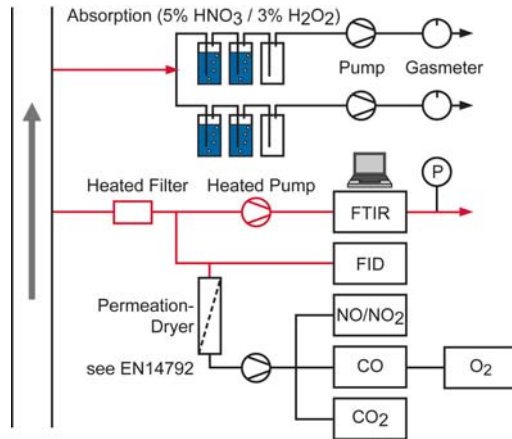 Absorption (5% HNO3 / 3% H2O2)
Pump
Gasmeter
Heated Filter
Heated Pump
FTIR
P
FID
Permeation-
Dryer
NO/NO2
see EN14792
CO
O2
CO2